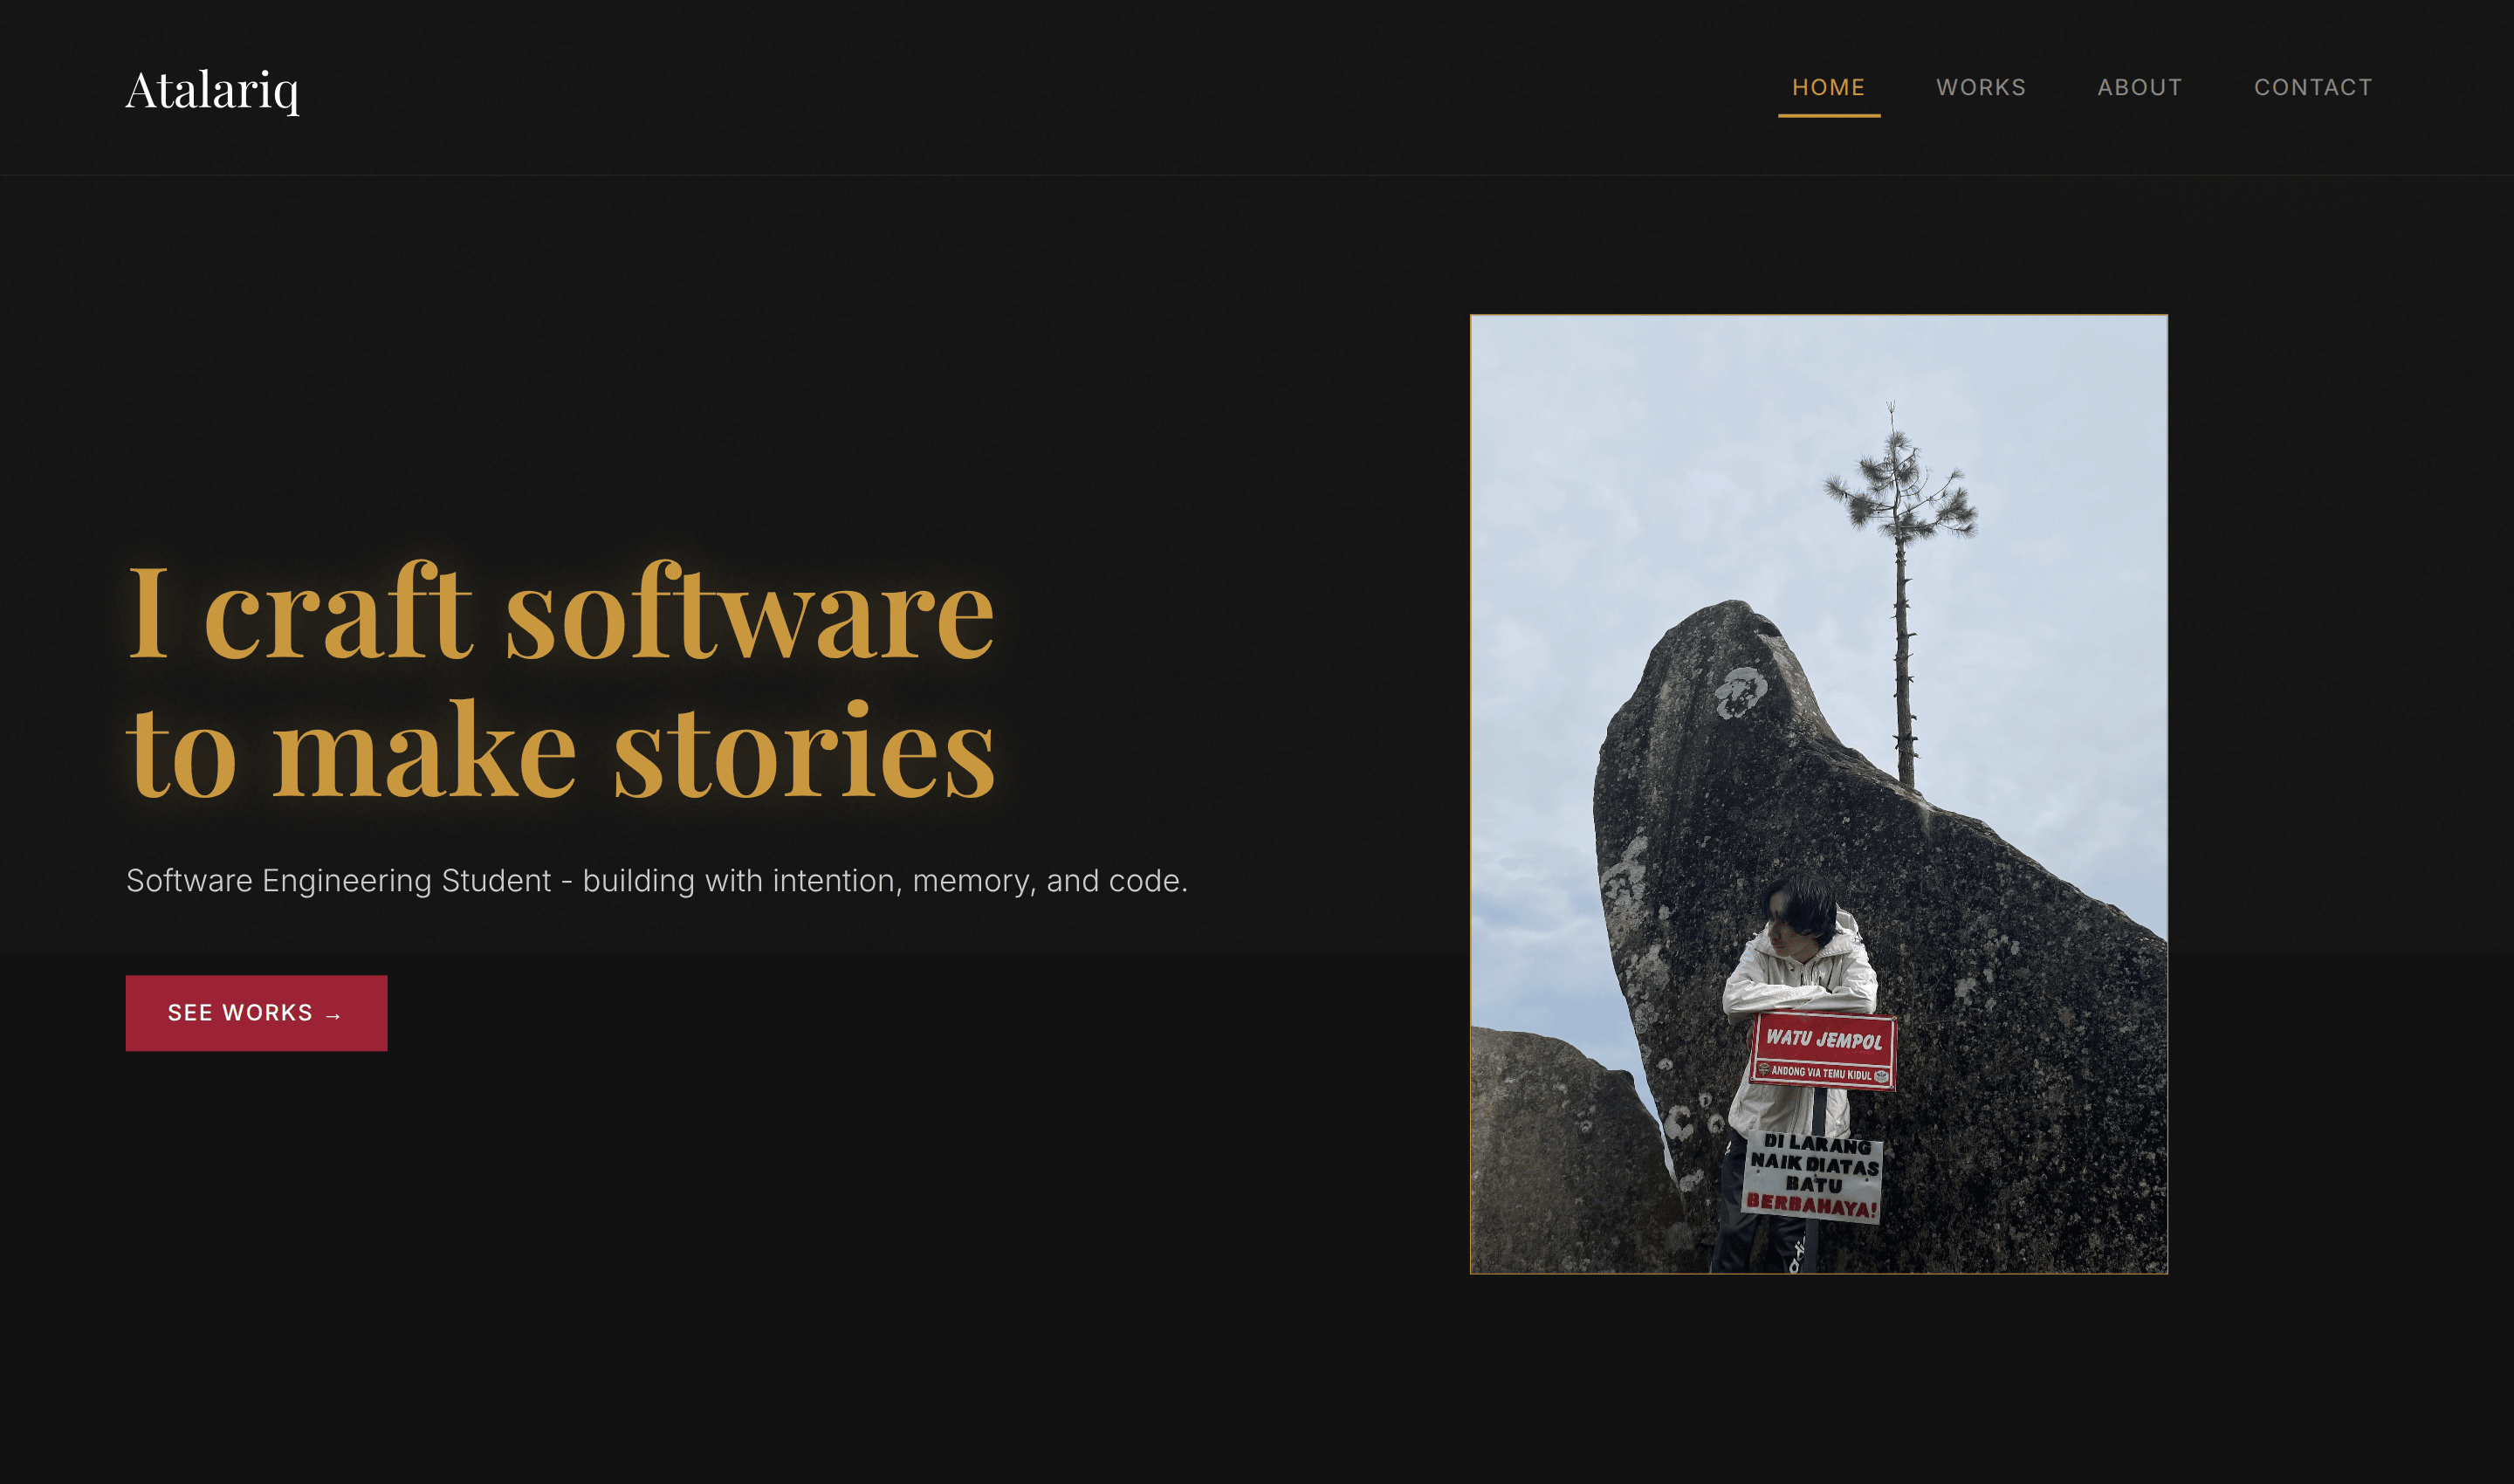 Atalariq
HOME
WORKS
ABOUT
CONTACT
I craft software
to make stories
Software Engineering Student - building with intention, memory, and code.
SEE WORKS →
WATU JEMPOL
ANDONG VIA TEMU KIDUL
DI LARANG
NAIK DIATAS
BATU
BERBAHAYA!